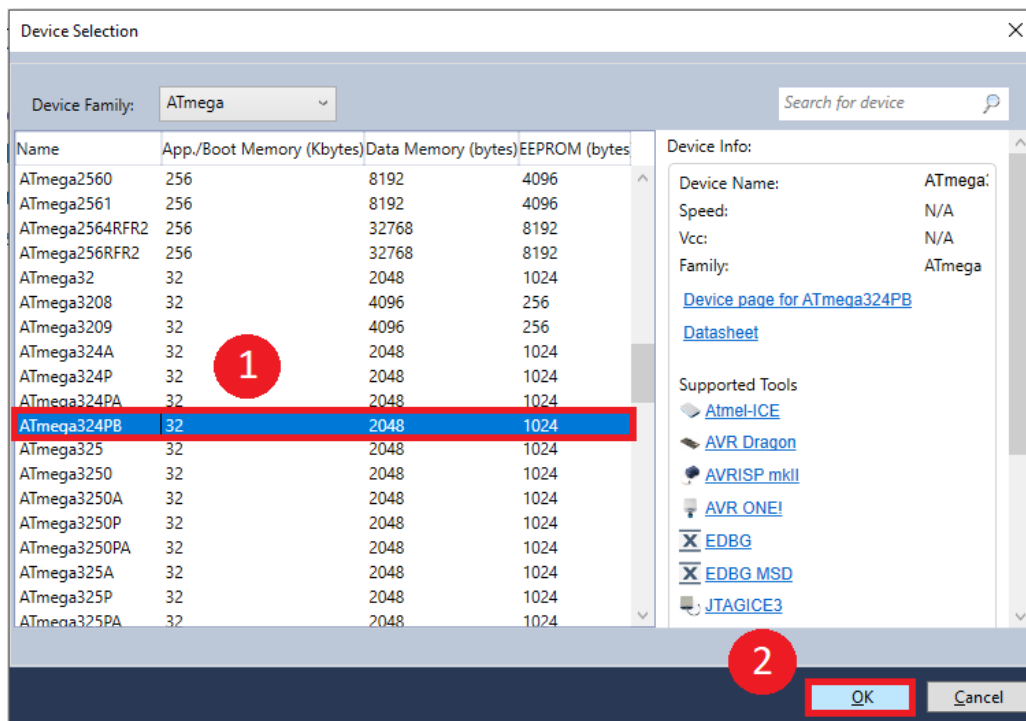 Device Selection
Device Family: ATmega Search for device
Name App./Boot Memory (Kbytes) Data Memory (bytes) EEPROM (bytes
ATmega2560 256 8192 4096
ATmega2561 256 8192 4096
ATmega2564RFR2 256 32768 8192
ATmega256RFR2 256 32768 8192
ATmega32 32 2048 1024
ATmega3208 32 4096 256
ATmega3209 32 4096 256
ATmega324A 32 2048 1024
ATmega324P 32 2048 1024
ATmega324PA 32 2048 1024
ATmega324PB 32 2048 1024
ATmega325 32 2048 1024
ATmega3250 32 2048 1024
ATmega3250A 32 2048 1024
ATmega3250P 32 2048 1024
ATmega3250PA 32 2048 1024
ATmega325A 32 2048 1024
ATmega325P 32 2048 1024
ATmega325PA 32 2048 1024
1
Device Info:
Device Name: ATmega
Speed: N/A
Vcc: N/A
Family: ATmega
Device page for ATmega324PB
Datasheet
Supported Tools
Atmel-ICE
AVR Dragon
AVRISP mkII
AVR ONE!
EDBG
EDBG MSD
JTAGICE3
2
OK Cancel